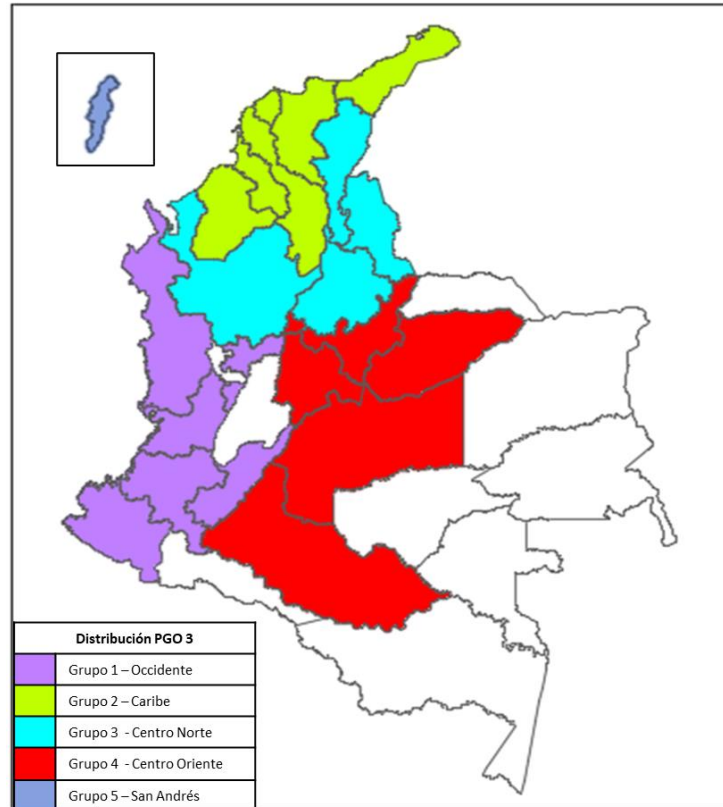 Distribución PGO 3
Grupo 1 – Occidente
Grupo 2 – Caribe
Grupo 3 - Centro Norte
Grupo 4 - Centro Oriente
Grupo 5 – San Andrés